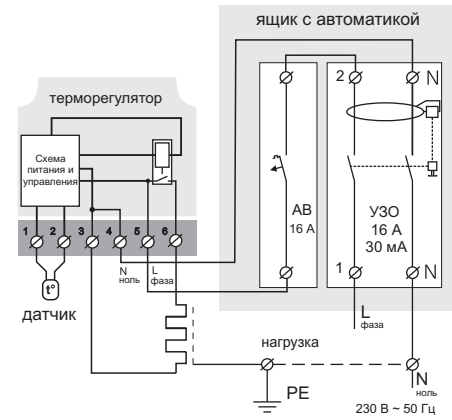 ящик с автоматикой
терморегулятор
2
N
Схема
питания и
управления
АВ
16 А
УЗО
16 А
30 мА
1 2 3 4 5 6
N
ноль
L
фаза
1
N
t°
датчик
L
фаза
нагрузка
PE
N
ноль
230 В ~ 50 Гц